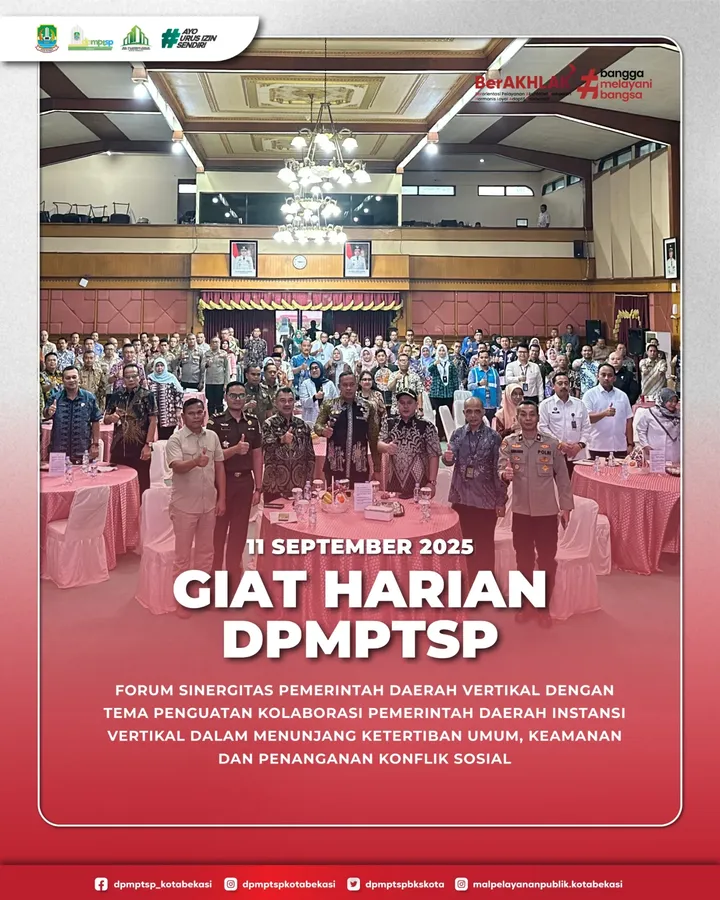 dpmptsp
#AYO
URUS IZIN
SENDIRI
BerAKHLAK
#bangga
melayani
bangsa
11 SEPTEMBER 2025
GIAT HARIAN
DPMPTSP
FORUM SINERGITAS PEMERINTAH DAERAH VERTIKAL DENGAN
TEMA PENGUATAN KOLABORASI PEMERINTAH DAERAH INSTANSI
VERTIKAL DALAM MENUNJANG KETERTIBAN UMUM, KEAMANAN
DAN PENANGANAN KONFLIK SOSIAL
dpmptsp_kotabekasi dpmptspkotabekasi dpmptspbkskota malpelayananpublik.kotabekasi